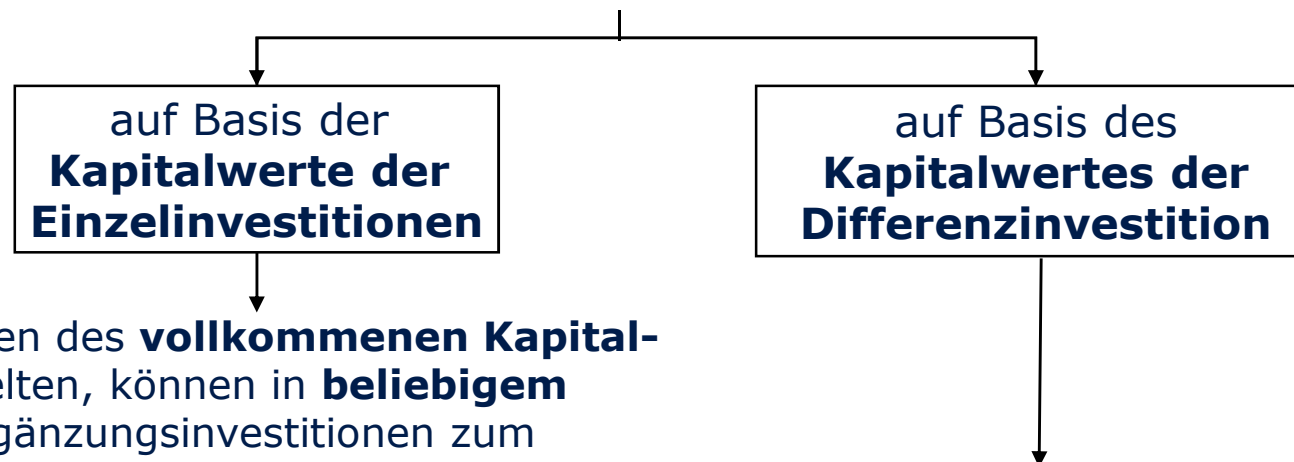 auf Basis der
Kapitalwerte der
Einzelinvestitionen
auf Basis des
Kapitalwertes der
Differenzinvestition
en des vollkommenen Kapital-
elten, können in beliebigem
gänzungsinvestitionen zum